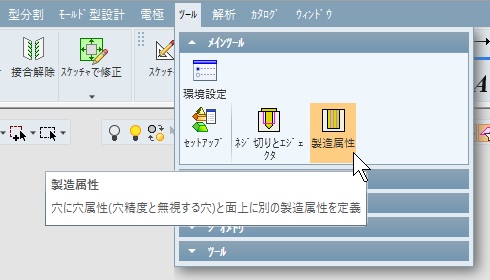 型分割 ﾓｰﾙﾄﾞ型設計 電極 ﾂｰﾙ 解析 ｶﾀﾛｸﾞ ｳｨﾝﾄﾞｳ
接合解除 ｽｹｯﾁｬで修正 ｽｹｯﾁ
ﾒｲﾝﾂｰﾙ
環境設定
ｾｯﾄｱｯﾌﾟ ﾈｼﾞ切りとｴｼﾞｪｸﾀ 製造属性
A
製造属性
穴に穴属性(穴精度と無視する穴)と面上に別の製造属性を定義
ﾂｰﾙ